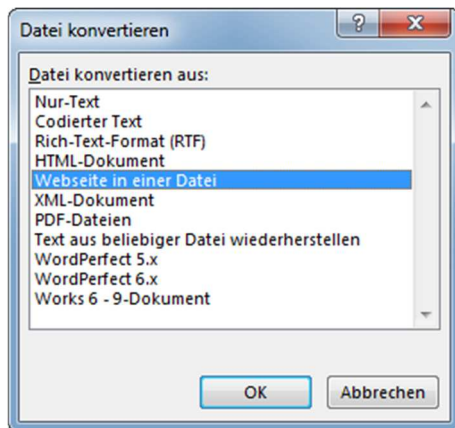 Datei konvertieren
Datei konvertieren aus:
Nur-Text
Codierter Text
Rich-Text-Format (RTF)
HTML-Dokument
Webseite in einer Datei
XML-Dokument
PDF-Dateien
Text aus beliebiger Datei wiederherstellen
WordPerfect 5.x
WordPerfect 6.x
Works 6 - 9-Dokument
OK Abbrechen